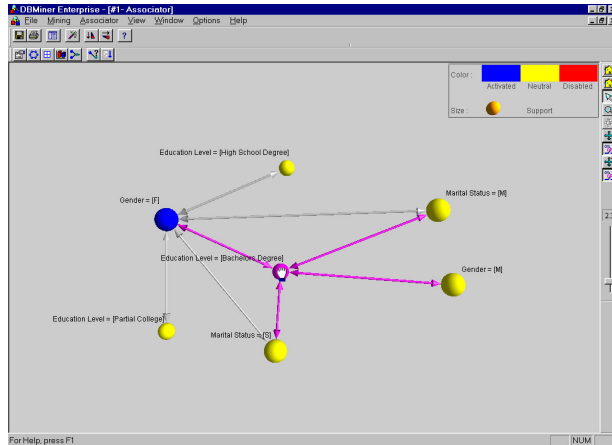 DBMiner Enterprise - [#1- Associator]
File Mining Associator View Window Options Help
Color :
Activated Neutral Disabled
Size : Support
Education Level = [High School Degree]
Marital Status = [M]
Gender = [F]
Education Level = [Bachelors Degree]
Gender = [M]
Education Level = [Partial College]
Marital Status = [S]
For Help, press F1
NUM